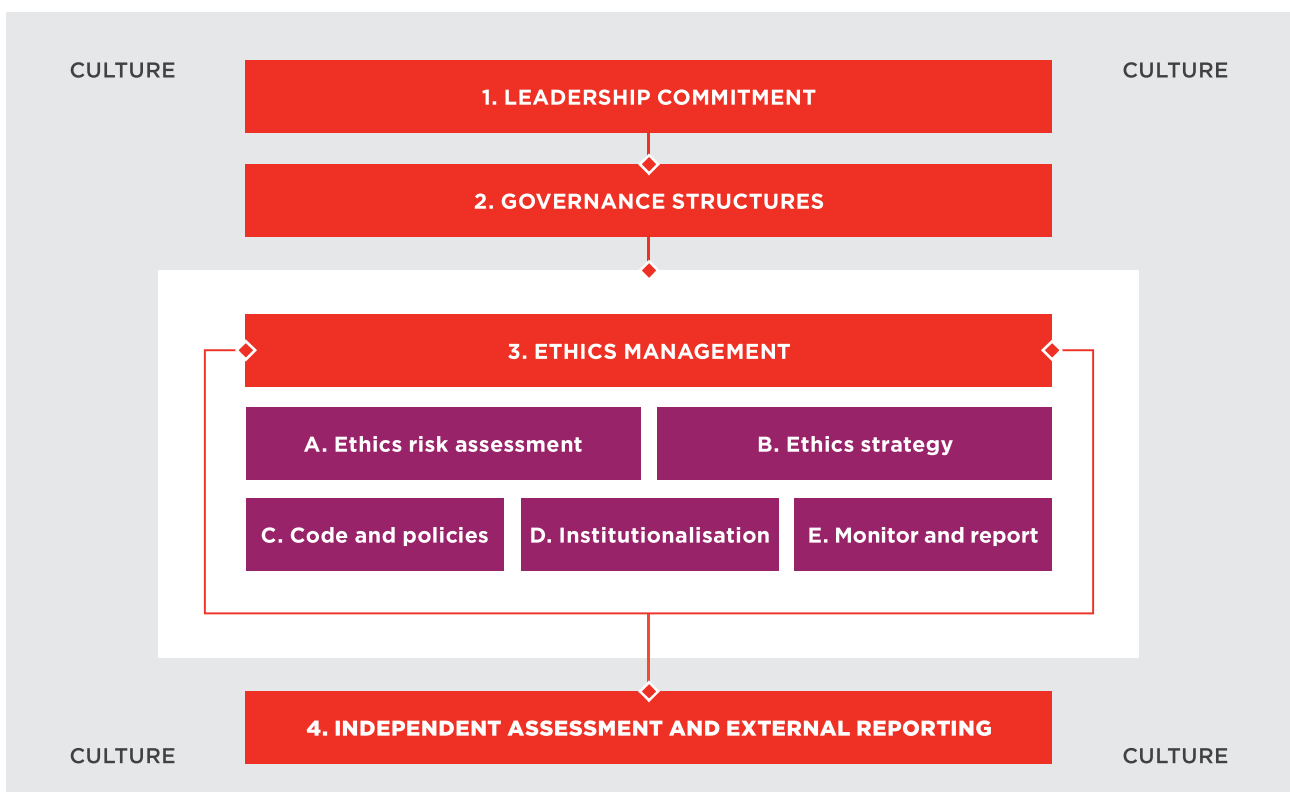 CULTURE
CULTURE
1. LEADERSHIP COMMITMENT
2. GOVERNANCE STRUCTURES
3. ETHICS MANAGEMENT
A. Ethics risk assessment
B. Ethics strategy
C. Code and policies
D. Institutionalisation
E. Monitor and report
4. INDEPENDENT ASSESSMENT AND EXTERNAL REPORTING
CULTURE
CULTURE